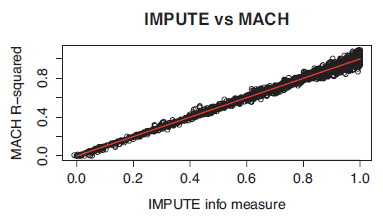 IMPUTE vs MACH
MACH R–squared
0.8
0.4
0.0
0.0 0.2 0.4 0.6 0.8 1.0
IMPUTE info measure